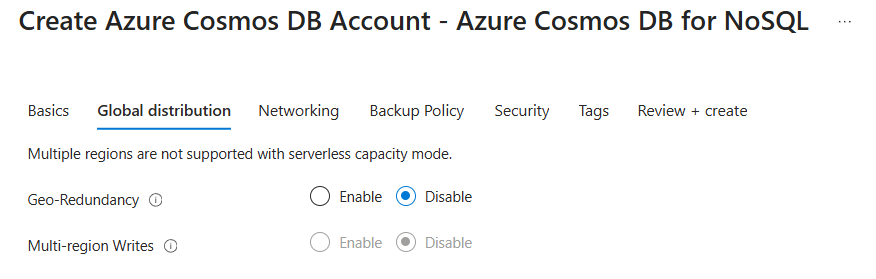 Create Azure Cosmos DB Account - Azure Cosmos DB for NoSQL ...
Basics Global distribution Networking Backup Policy Security Tags Review + create
Multiple regions are not supported with serverless capacity mode.
Geo-Redundancy Enable Disable
Multi-region Writes Enable Disable